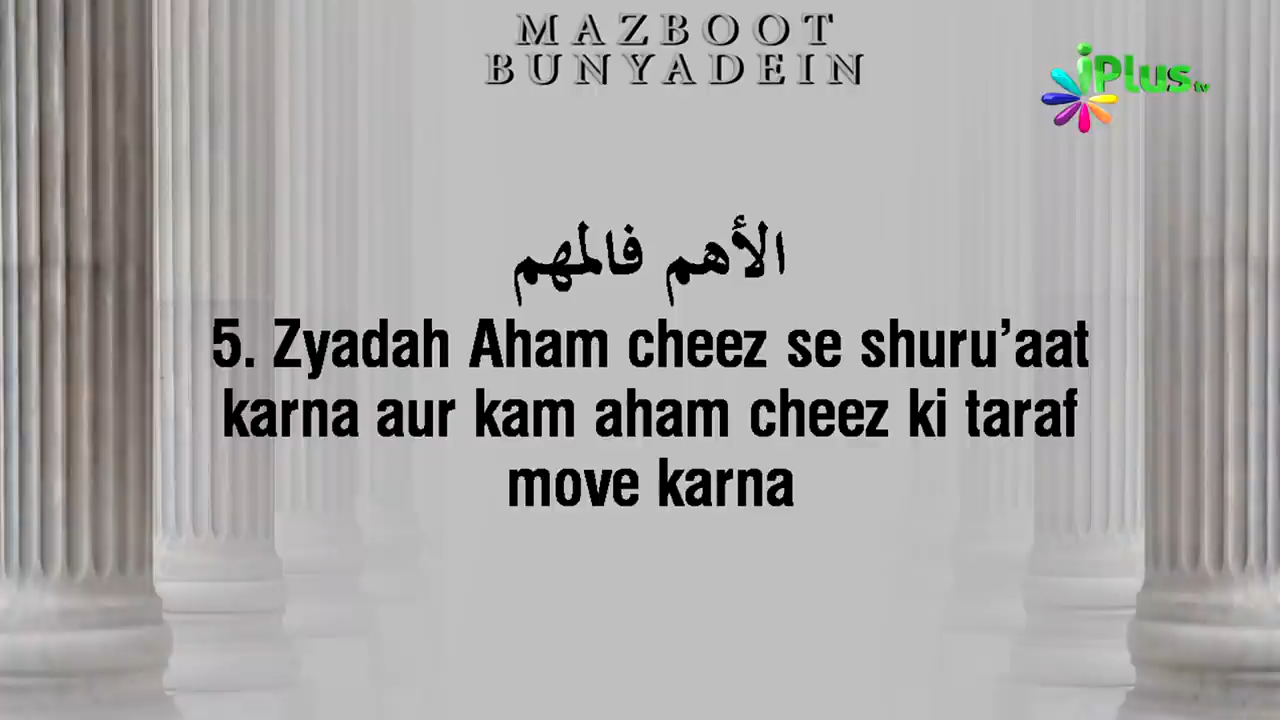 MAZBOOT
BUNYADEIN
iPlus tv
الأهم فالمهم
5. Zyadah Aham cheez se shuru’aat
karna aur kam aham cheez ki taraf
move karna